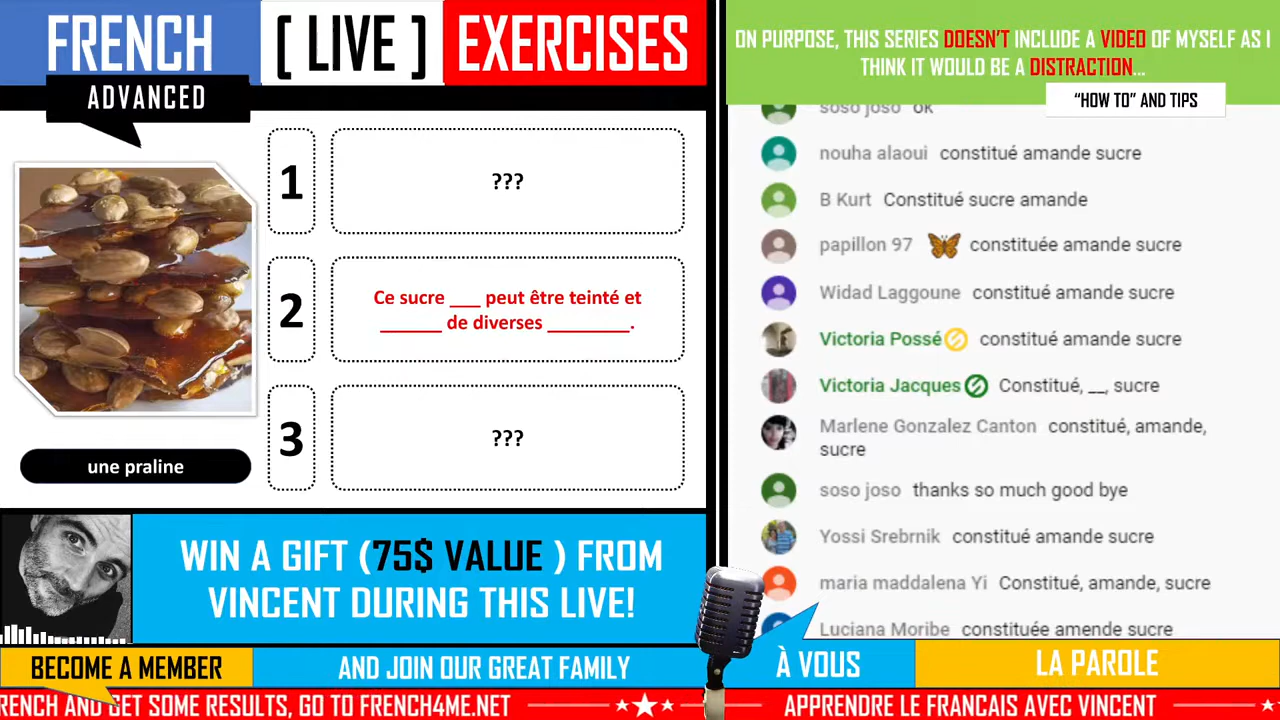 FRENCH
[ LIVE ]
EXERCISES
ADVANCED
1
???
2
Ce sucre ___ peut être teinté et
______ de diverses ________.
3
???
une praline
WIN A GIFT (75$ VALUE ) FROM
VINCENT DURING THIS LIVE!
BECOME A MEMBER
AND JOIN OUR GREAT FAMILY
ON PURPOSE, THIS SERIES DOESN'T INCLUDE A VIDEO OF MYSELF AS I
THINK IT WOULD BE A DISTRACTION...
"HOW TO" AND TIPS
soso joso ok
nouha alaoui constitué amande sucre
B Kurt Constitué sucre amande
papillon 97 🦋 constituée amande sucre
Widad Laggoune constitué amande sucre
Victoria Possé constitué amande sucre
Victoria Jacques Constitué, __, sucre
Marlene Gonzalez Canton constitué, amande,
sucre
soso joso thanks so much good bye
Yossi Srebrnik constitué amande sucre
maria maddalena Yi Constitué, amande, sucre
Luciana Moribe constituée amende sucre
À VOUS
LA PAROLE
RENCH AND GET SOME RESULTS, GO TO FRENCH4ME.NET
APPRENDRE LE FRANCAIS AVEC VINCENT